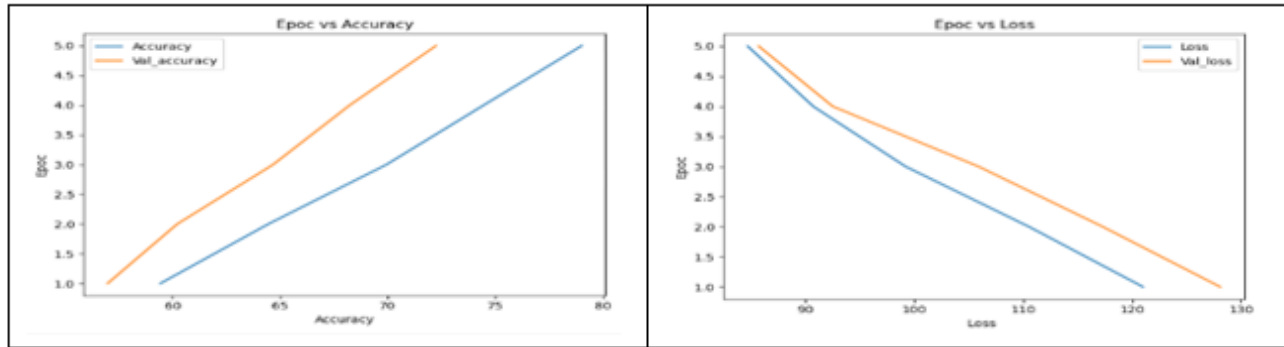 Epoc vs Accuracy
Accuracy
Val_accuracy
5.0
4.5
4.0
3.5
3.0
2.5
2.0
1.5
1.0
Epoc
60 65 70 75 80
Accuracy
Epoc vs Loss
Loss
Val_loss
5.0
4.5
4.0
3.5
3.0
2.5
2.0
1.5
1.0
Epoc
90 100 110 120 130
Loss